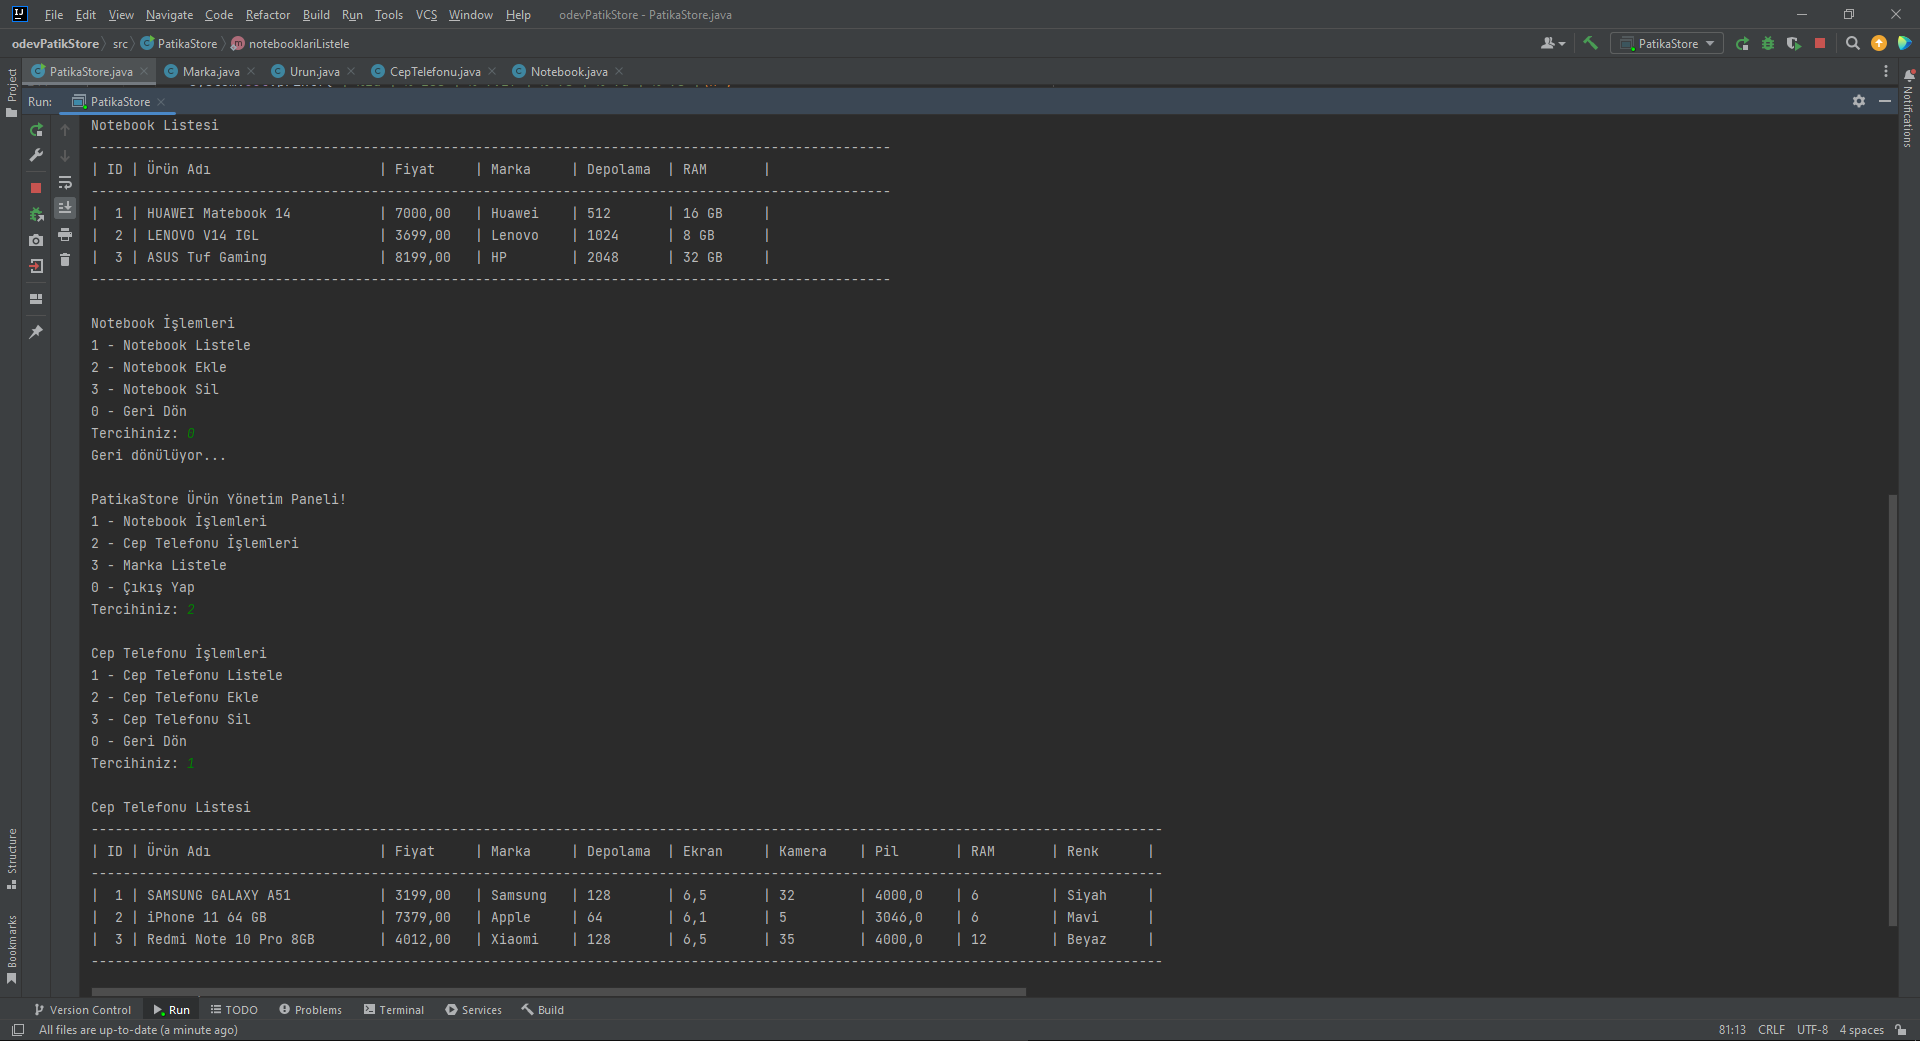 File Edit View Navigate Code Refactor Build Run Tools VCS Window Help odevPatikStore - PatikaStore.java
odevPatikStore src PatikaStore notebooklariListele PatikaStore
PatikaStore.java Marka.java Urun.java CepTelefonu.java Notebook.java
Project
Notifications
Structure
Bookmarks
Run: PatikaStore
Notebook Listesi
----------------------------------------------------------------------------------------------------
| ID | Ürün Adı | Fiyat | Marka | Depolama | RAM |
----------------------------------------------------------------------------------------------------
| 1 | HUAWEI Matebook 14 | 7000,00 | Huawei | 512 | 16 GB |
| 2 | LENOVO V14 IGL | 3699,00 | Lenovo | 1024 | 8 GB |
| 3 | ASUS Tuf Gaming | 8199,00 | HP | 2048 | 32 GB |
----------------------------------------------------------------------------------------------------
Notebook İşlemleri
1 - Notebook Listele
2 - Notebook Ekle
3 - Notebook Sil
0 - Geri Dön
Tercihiniz: 0
Geri dönülüyor...
PatikaStore Ürün Yönetim Paneli!
1 - Notebook İşlemleri
2 - Cep Telefonu İşlemleri
3 - Marka Listele
0 - Çıkış Yap
Tercihiniz: 2
Cep Telefonu İşlemleri
1 - Cep Telefonu Listele
2 - Cep Telefonu Ekle
3 - Cep Telefonu Sil
0 - Geri Dön
Tercihiniz: 1
Cep Telefonu Listesi
--------------------------------------------------------------------------------------------------------------------------------------
| ID | Ürün Adı | Fiyat | Marka | Depolama | Ekran | Kamera | Pil | RAM | Renk |
--------------------------------------------------------------------------------------------------------------------------------------
| 1 | SAMSUNG GALAXY A51 | 3199,00 | Samsung | 128 | 6,5 | 32 | 4000,0 | 6 | Siyah |
| 2 | iPhone 11 64 GB | 7379,00 | Apple | 64 | 6,1 | 5 | 3046,0 | 6 | Mavi |
| 3 | Redmi Note 10 Pro 8GB | 4012,00 | Xiaomi | 128 | 6,5 | 35 | 4000,0 | 12 | Beyaz |
--------------------------------------------------------------------------------------------------------------------------------------
Version Control Run TODO Problems Terminal Services Build
All files are up-to-date (a minute ago) 81:13 CRLF UTF-8 4 spaces